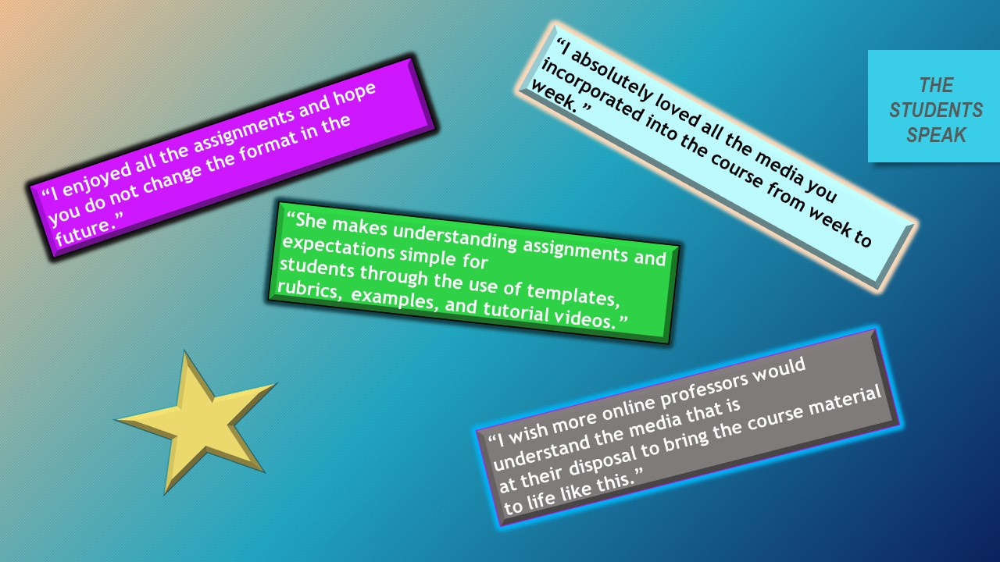 THE
STUDENTS
SPEAK
“I enjoyed all the assignments and hope
you do not change the format in the
future.”
“I absolutely loved all the media you
incorporated into the course from week to
week.”
“She makes understanding assignments and
expectations simple for
students through the use of templates,
rubrics, examples, and tutorial videos.”
“I wish more online professors would
understand the media that is
at their disposal to bring the course material
to life like this.”